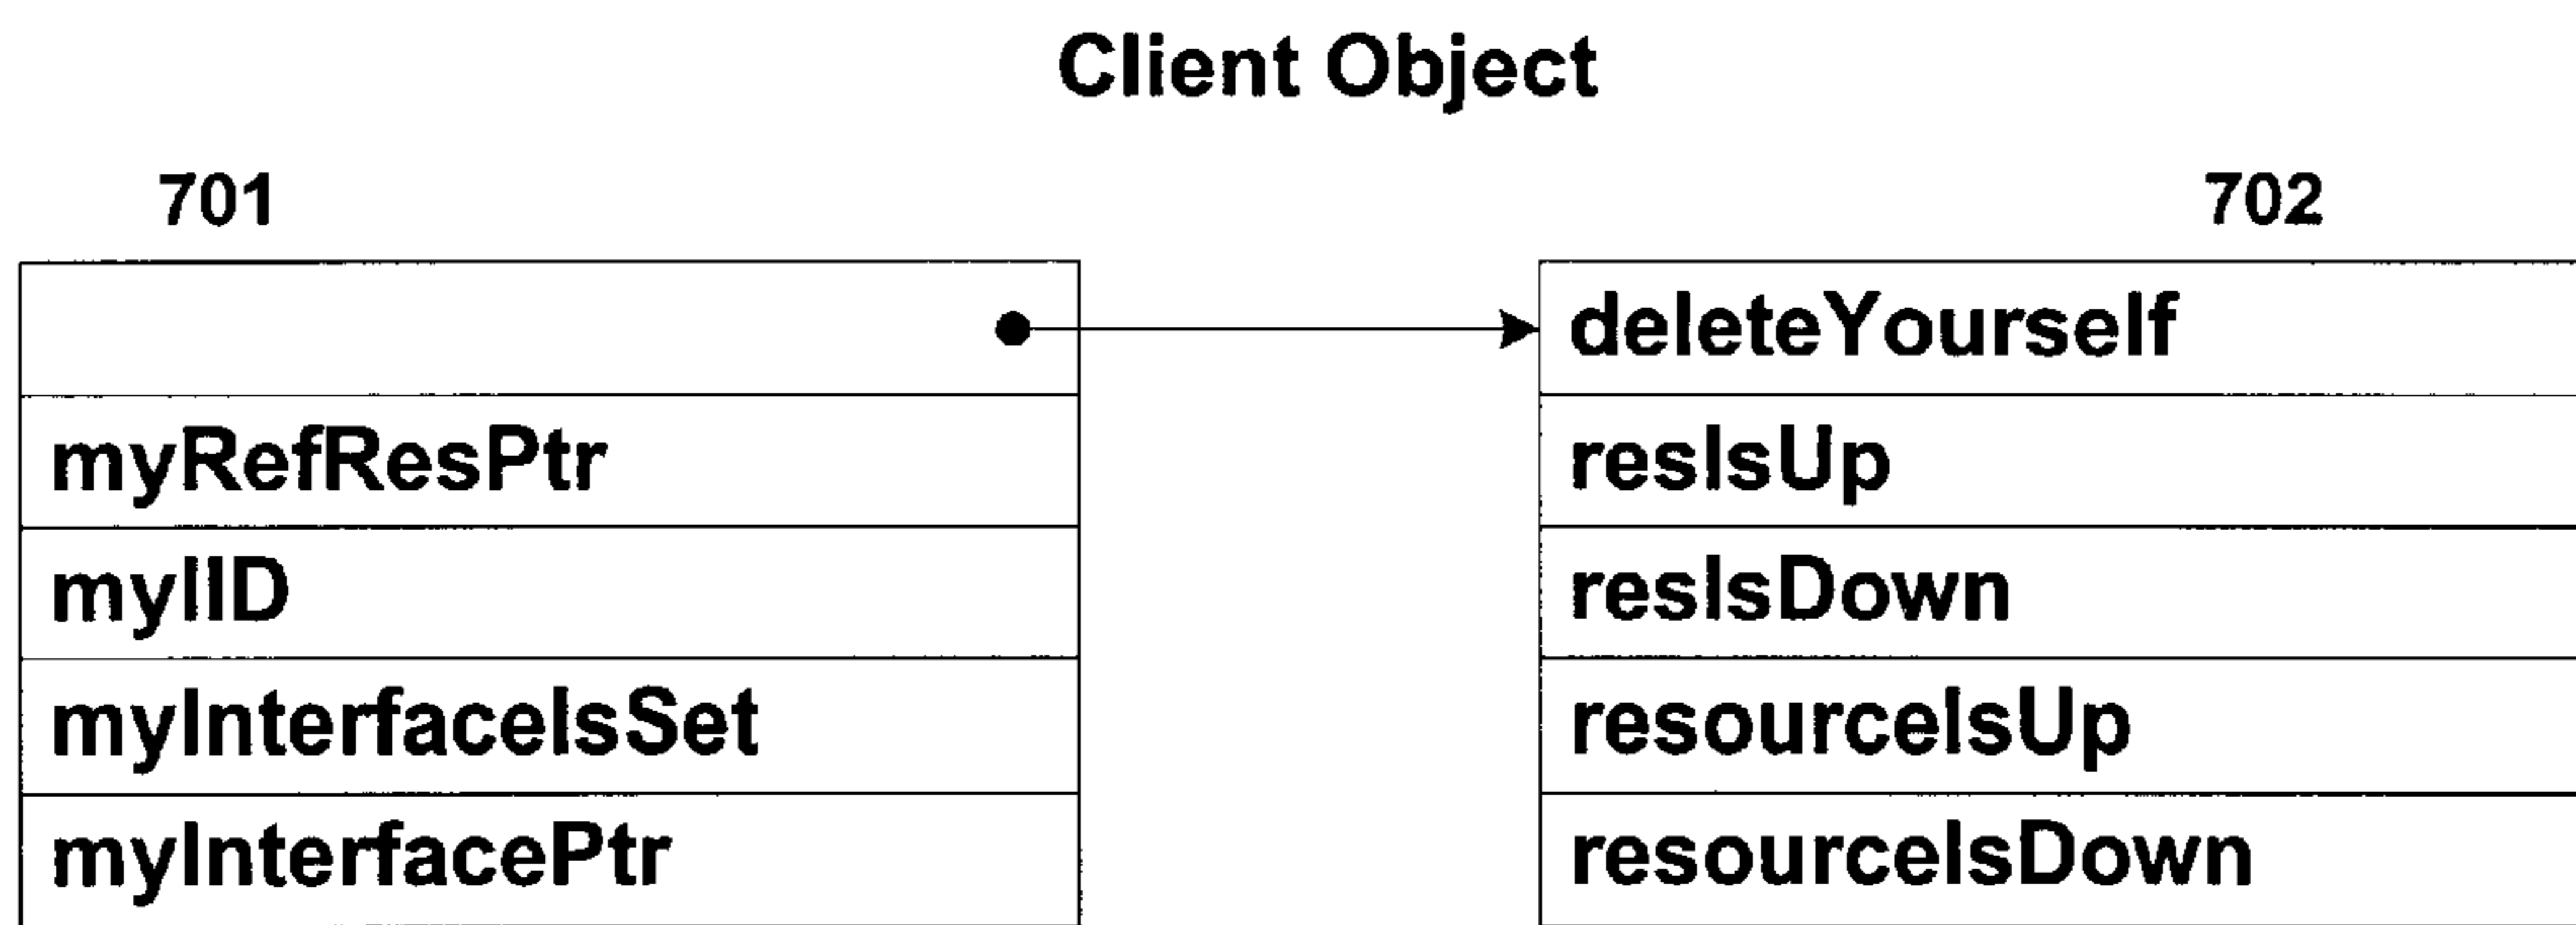 Client Object
701
702
deleteYourself
myRefResPtr
resIsUp
myIID
resIsDown
myInterfaceIsSet
resourceIsUp
myInterfacePtr
resourceIsDown